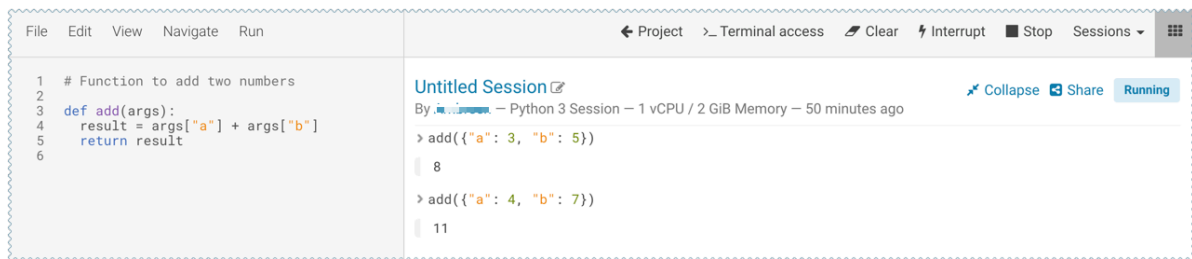 File Edit View Navigate Run
Project >_ Terminal access Clear Interrupt Stop Sessions
1 # Function to add two numbers
2
3 def add(args):
4 result = args["a"] + args["b"]
5 return result
6
Untitled Session
Collapse Share Running
By — Python 3 Session — 1 vCPU / 2 GiB Memory — 50 minutes ago
> add({"a": 3, "b": 5})
8
> add({"a": 4, "b": 7})
11